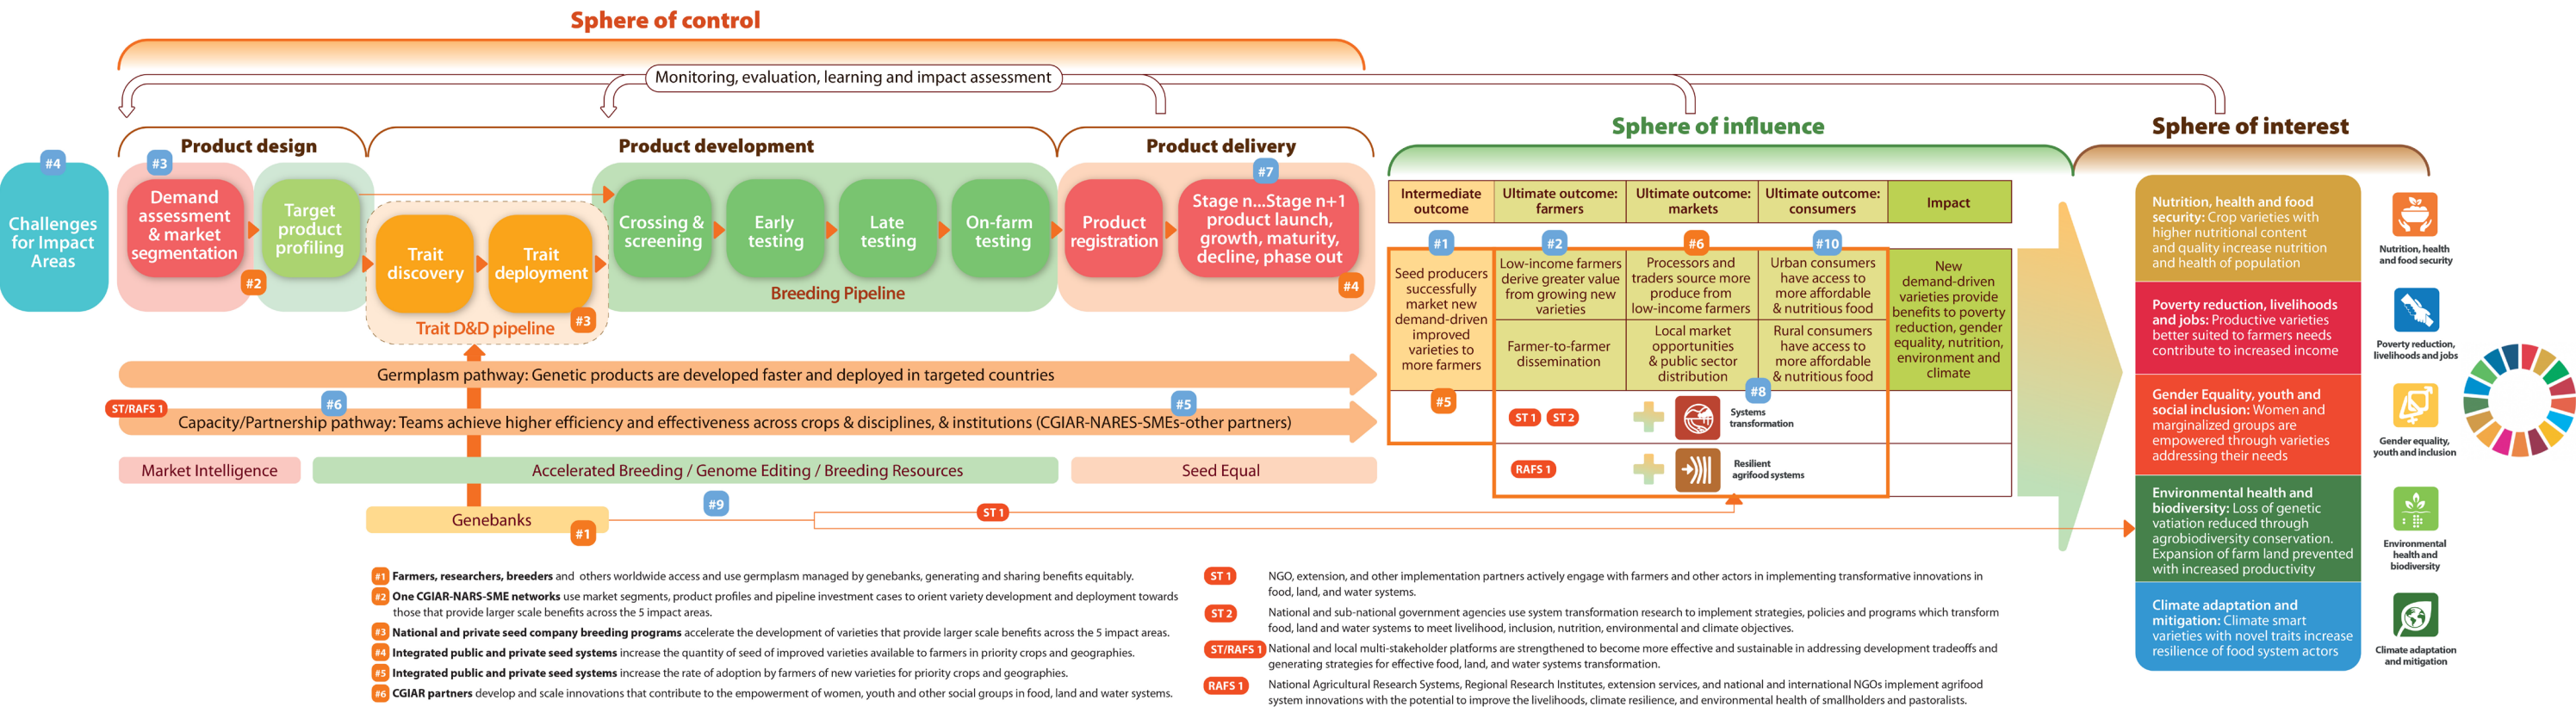 Sphere of control
Monitoring, evaluation, learning and impact assessment
Product design
Product development
Product delivery
#4
Challenges
for Impact
Areas
#3
Demand
assessment
& market
segmentation
#2
Target
product
profiling
Trait
discovery
Trait
deployment
Trait D&D pipeline
#3
Crossing &
screening
Early
testing
Late
testing
On-farm
testing
Breeding Pipeline
Product
registration
#7
Stage n...Stage n+1
product launch,
growth, maturity,
decline, phase out
#4
Germplasm pathway: Genetic products are developed faster and deployed in targeted countries
ST/RAFS 1
#6
#5
Capacity/Partnership pathway: Teams achieve higher efficiency and effectiveness across crops & disciplines, & institutions (CGIAR-NARES-SMEs-other partners)
Market Intelligence
Accelerated Breeding / Genome Editing / Breeding Resources
Seed Equal
Genebanks
#1
#9
ST 1
Sphere of influence
Intermediate
outcome
Ultimate outcome:
farmers
Ultimate outcome:
markets
Ultimate outcome:
consumers
Impact
#1
Seed producers
successfully
market new
demand-driven
improved
varieties to
more farmers
#5
#2
Low-income farmers
derive greater value
from growing new
varieties
Farmer-to-farmer
dissemination
#6
Processors and
traders source more
produce from
low-income farmers
Local market
opportunities
& public sector
distribution
#10
Urban consumers
have access to
more affordable
& nutritious food
Rural consumers
have access to
more affordable
& nutritious food
#8
New
demand-driven
varieties provide
benefits to poverty
reduction, gender
equality, nutrition,
environment and
climate
ST 1
ST 2
Systems
transformation
RAFS 1
Resilient
agrifood systems
Sphere of interest
Nutrition, health and food
security: Crop varieties with
higher nutritional content
and quality increase nutrition
and health of population
Poverty reduction, livelihoods
and jobs: Productive varieties
better suited to farmers needs
contribute to increased income
Gender Equality, youth and
social inclusion: Women and
marginalized groups are
empowered through varieties
addressing their needs
Environmental health and
biodiversity: Loss of genetic
vatiation reduced through
agrobiodiversity conservation.
Expansion of farm land prevented
with increased productivity
Climate adaptation and
mitigation: Climate smart
varieties with novel traits increase
resilience of food system actors
Nutrition, health
and food security
Poverty reduction,
livelihoods and jobs
Gender equality,
youth and inclusion
Environmental
health and
biodiversity
Climate adaptation
and mitigation
#1 Farmers, researchers, breeders and others worldwide access and use germplasm managed by genebanks, generating and sharing benefits equitably.
#2 One CGIAR-NARS-SME networks use market segments, product profiles and pipeline investment cases to orient variety development and deployment towards
those that provide larger scale benefits across the 5 impact areas.
#3 National and private seed company breeding programs accelerate the development of varieties that provide larger scale benefits across the 5 impact areas.
#4 Integrated public and private seed systems increase the quantity of seed of improved varieties available to farmers in priority crops and geographies.
#5 Integrated public and private seed systems increase the rate of adoption by farmers of new varieties for priority crops and geographies.
#6 CGIAR partners develop and scale innovations that contribute to the empowerment of women, youth and other social groups in food, land and water systems.
ST 1 NGO, extension, and other implementation partners actively engage with farmers and other actors in implementing transformative innovations in
food, land, and water systems.
ST 2 National and sub-national government agencies use system transformation research to implement strategies, policies and programs which transform
food, land and water systems to meet livelihood, inclusion, nutrition, environmental and climate objectives.
ST/RAFS 1 National and local multi-stakeholder platforms are strengthened to become more effective and sustainable in addressing development tradeoffs and
generating strategies for effective food, land, and water systems transformation.
RAFS 1 National Agricultural Research Systems, Regional Research Institutes, extension services, and national and international NGOs implement agrifood
system innovations with the potential to improve the livelihoods, climate resilience, and environmental health of smallholders and pastoralists.